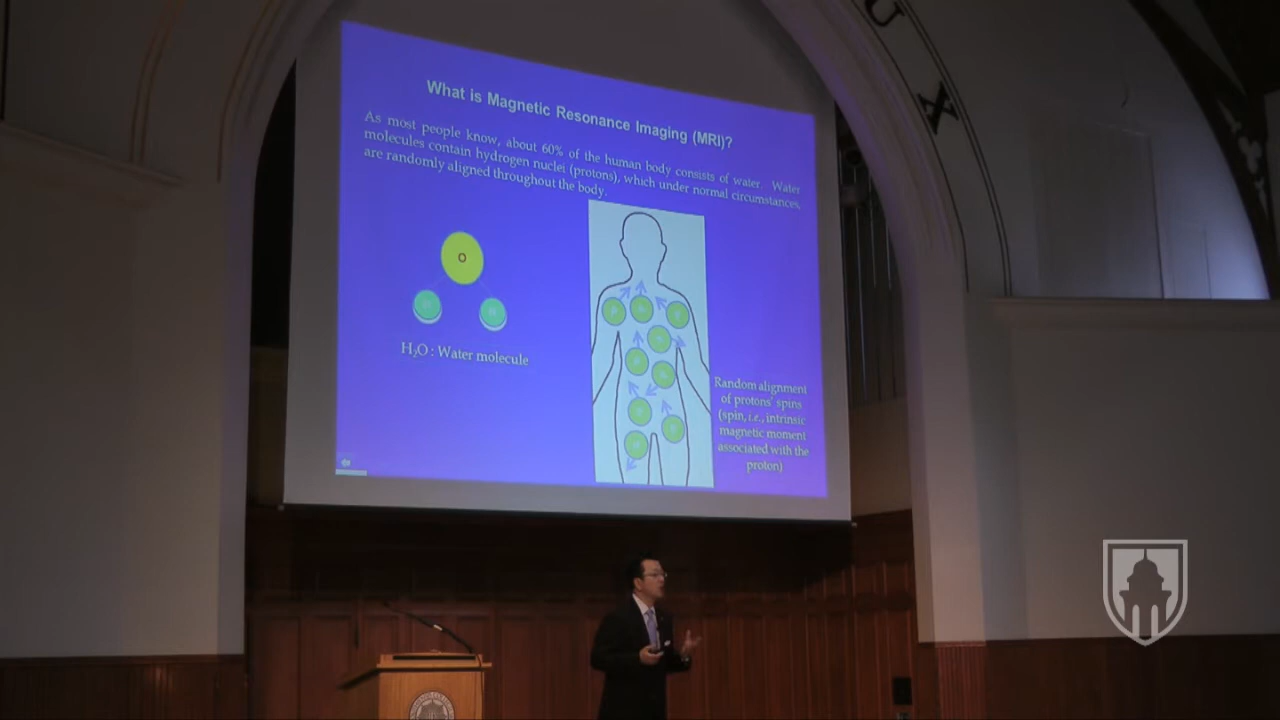 What is Magnetic Resonance Imaging (MRI)?
As most people know, about 60% of the human body consists of water. Water
molecules contain hydrogen nuclei (protons), which under normal circumstances,
are randomly aligned throughout the body.
O
H
H₂O : Water molecule
Random alignment
of protons' spins
(spin, i.e., intrinsic
magnetic moment
associated with the
proton)